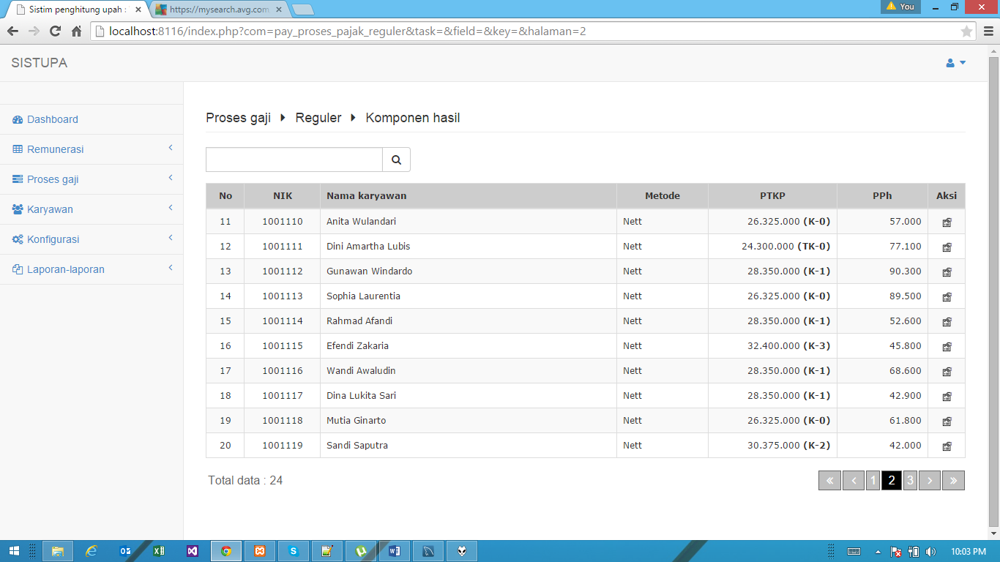 Sistim penghitung upah :
https://mysearch.avg.com
You
localhost:8116/index.php?com=pay_proses_pajak_reguler&task=&field=&key=&halaman=2
SISTUPA
Dashboard
Remunerasi
Proses gaji
Karyawan
Konfigurasi
Laporan-laporan
Proses gaji Reguler Komponen hasil
No NIK Nama karyawan Metode PTKP PPh Aksi
11 1001110 Anita Wulandari Nett 26.325.000 (K-0) 57.000
12 1001111 Dini Amartha Lubis Nett 24.300.000 (TK-0) 77.100
13 1001112 Gunawan Windardo Nett 28.350.000 (K-1) 90.300
14 1001113 Sophia Laurentia Nett 26.325.000 (K-0) 89.500
15 1001114 Rahmad Afandi Nett 28.350.000 (K-1) 52.600
16 1001115 Efendi Zakaria Nett 32.400.000 (K-3) 45.800
17 1001116 Wandi Awaludin Nett 28.350.000 (K-1) 68.600
18 1001117 Dina Lukita Sari Nett 28.350.000 (K-1) 42.900
19 1001118 Mutia Ginarto Nett 26.325.000 (K-0) 61.800
20 1001119 Sandi Saputra Nett 30.375.000 (K-2) 42.000
Total data : 24
« ‹ 1 2 3 › »
10:03 PM